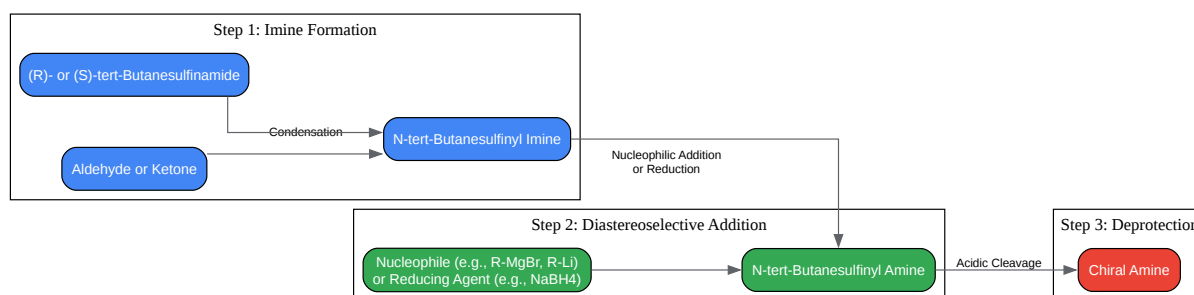 Step 1: Imine Formation
(R)- or (S)-tert-Butanesulfinamide
Condensation
N-tert-Butanesulfinyl Imine
Aldehyde or Ketone
Nucleophilic Addition
or Reduction
Step 2: Diastereoselective Addition
Nucleophile (e.g., R-MgBr, R-Li)
or Reducing Agent (e.g., NaBH4)
N-tert-Butanesulfinyl Amine
Acidic Cleavage
Step 3: Deprotection
Chiral Amine